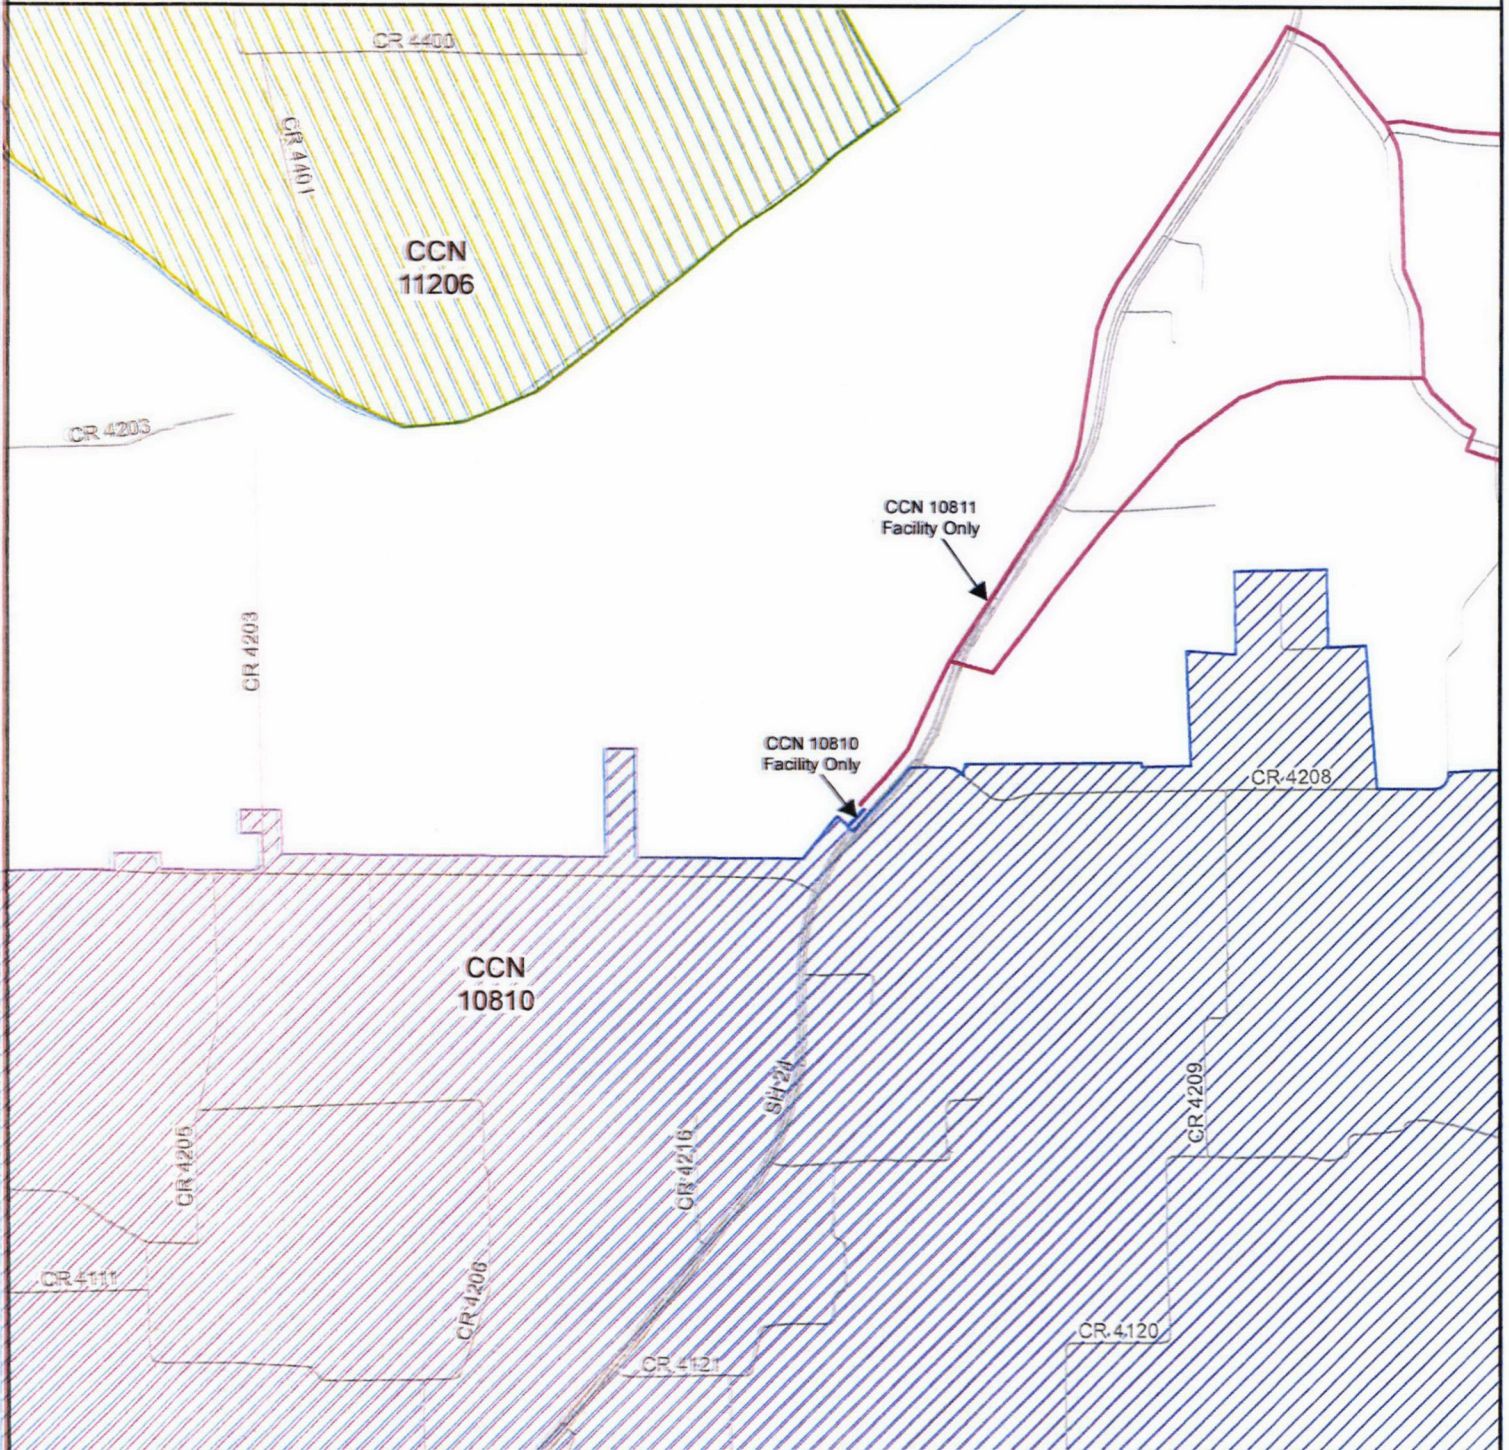 CR 4400
CR 4401
CCN
11206
CR 4203
CCN 10811
Facility Only
CR 4203
CCN 10810
Facility Only
CR 4208
CCN
10810
SH 24
CR 4209
CR 4205
CR 4216
CR 4111
CR 4206
CR 4120
CR 4121